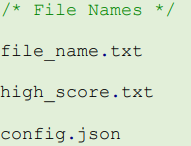 /* File Names */
file_name.txt
high_score.txt
config.json